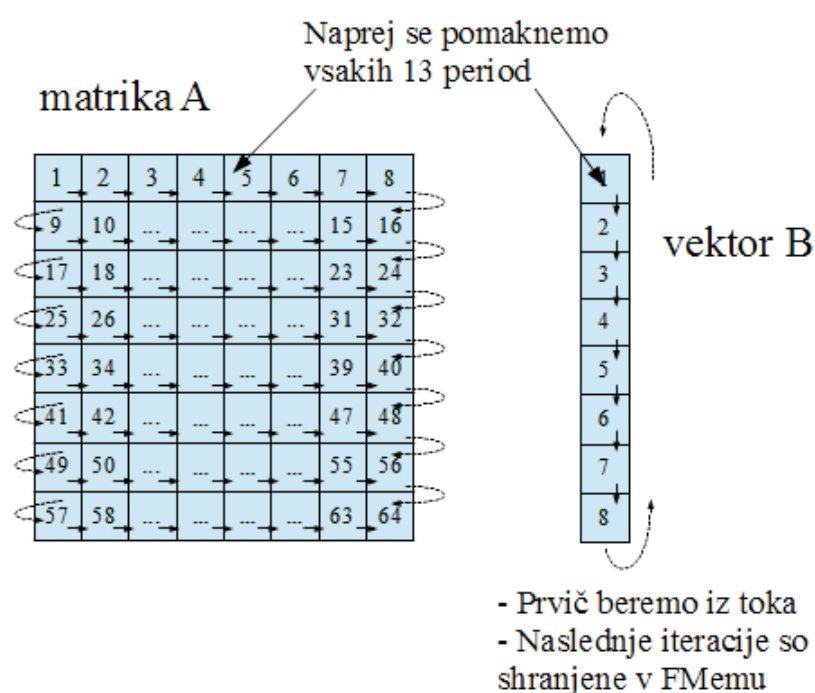 Naprej se pomaknemo
vsakih 13 period
matrika A
1 2 3 4 5 6 7 8
9 10 ... ... ... ... 15 16
17 18 ... ... ... ... 23 24
25 26 ... ... ... ... 31 32
33 34 ... ... ... ... 39 40
41 42 ... ... ... ... 47 48
49 50 ... ... ... ... 55 56
57 58 ... ... ... ... 63 64
1
2
3
4
5
6
7
8
vektor B
- Prvič beremo iz toka
- Naslednje iteracije so
shranjene v FMemu